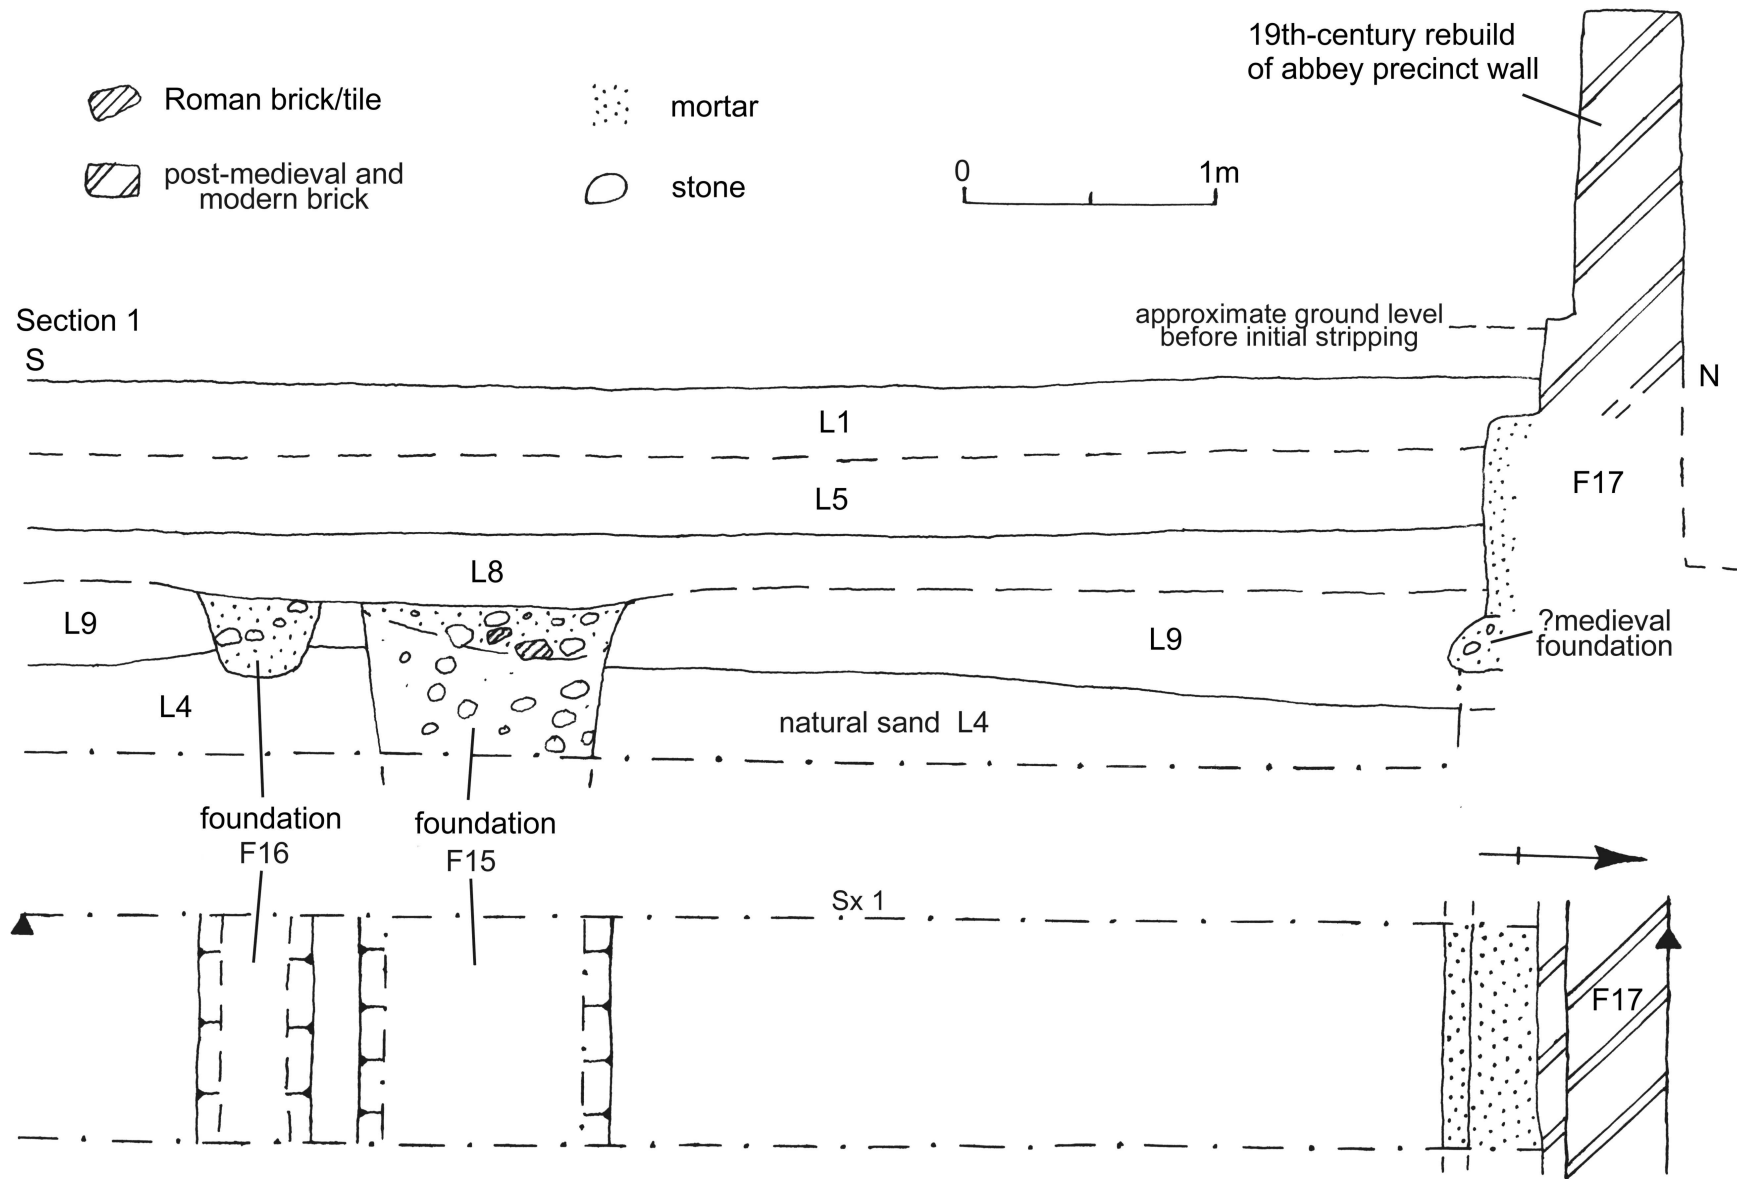 19th-century rebuild
of abbey precinct wall
Roman brick/tile
mortar
post-medieval and
modern brick
stone
0
1m
Section 1
approximate ground level
before initial stripping
S
N
L1
L5
F17
L8
L9
L9
?medieval
foundation
L4
natural sand L4
foundation
F16
foundation
F15
Sx 1
F17